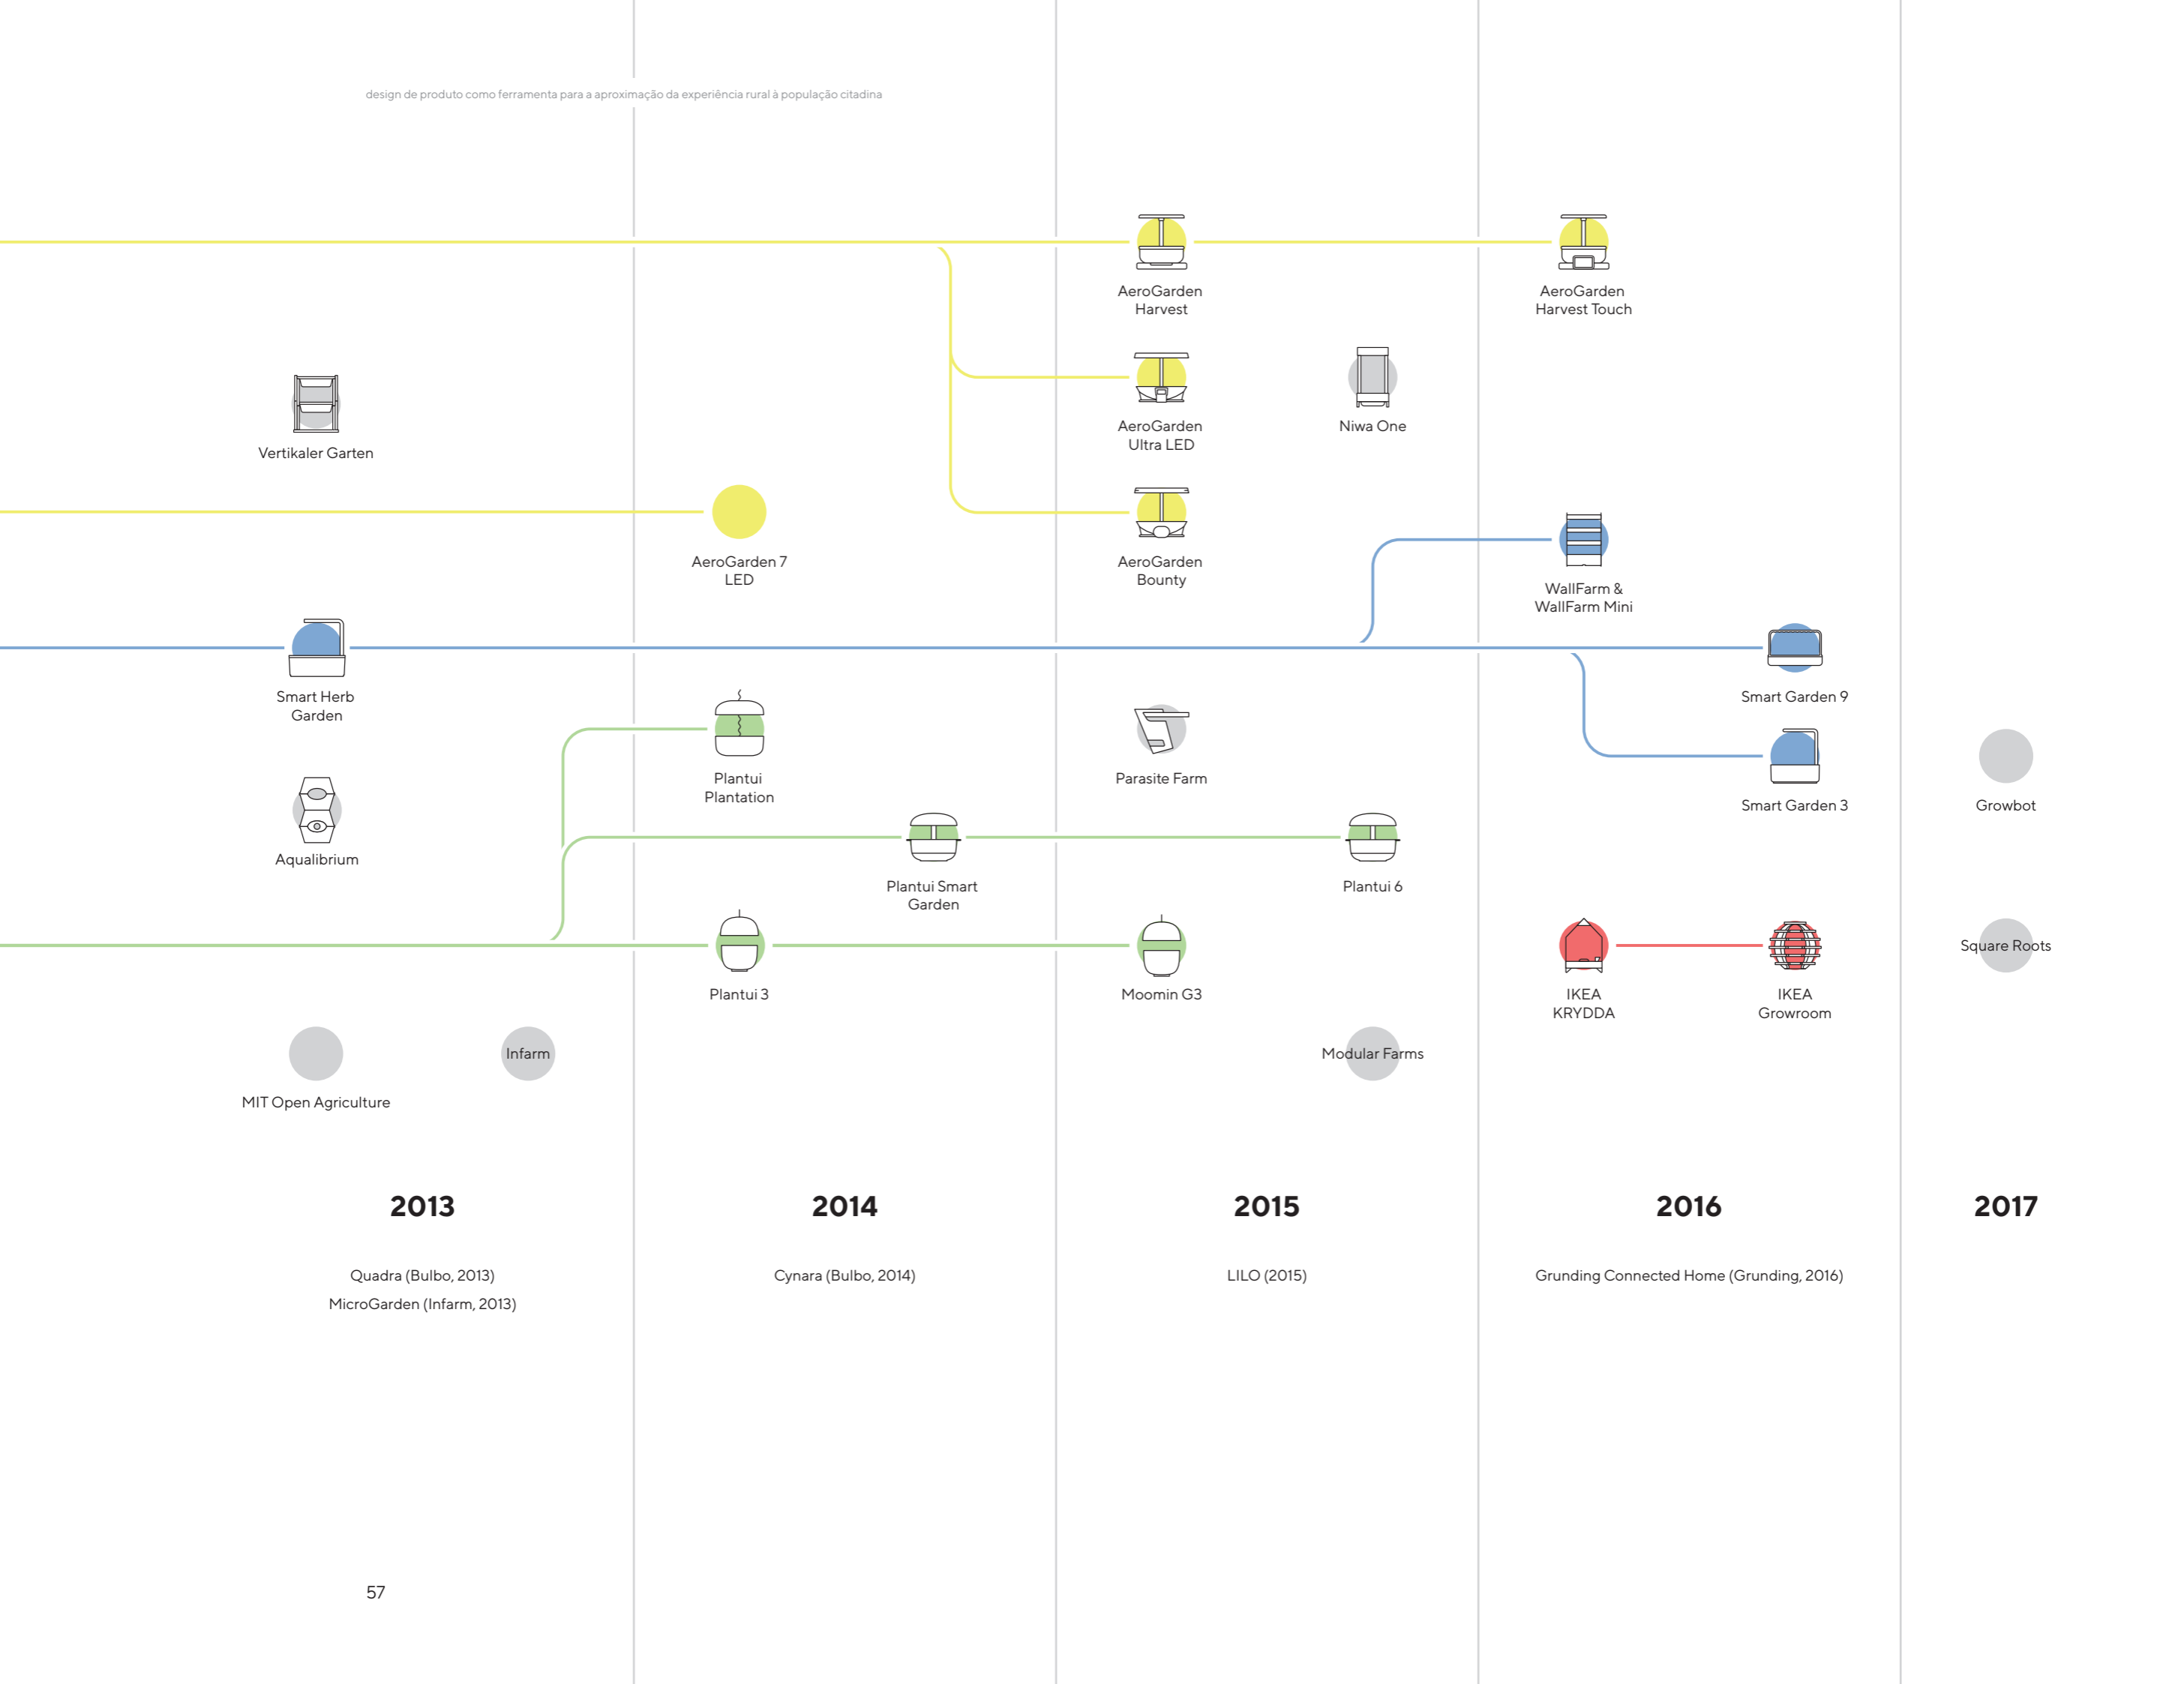 design de produto como ferramenta para a aproximação da experiência rural à população citadina
AeroGarden
Harvest
AeroGarden
Harvest Touch
Vertikaler Garten
AeroGarden
Ultra LED
Niwa One
AeroGarden 7
LED
AeroGarden
Bounty
WallFarm &
WallFarm Mini
Smart Herb
Garden
Smart Garden 9
Plantui
Plantation
Parasite Farm
Smart Garden 3
Growbot
Aqualibrium
Plantui Smart
Garden
Plantui 6
Plantui 3
Moomin G3
IKEA
KRYDDA
IKEA
Growroom
Square Roots
MIT Open Agriculture
Infarm
Modular Farms
2013
2014
2015
2016
2017
Quadra (Bulbo, 2013)
MicroGarden (Infarm, 2013)
Cynara (Bulbo, 2014)
LILO (2015)
Grunding Connected Home (Grunding, 2016)
57